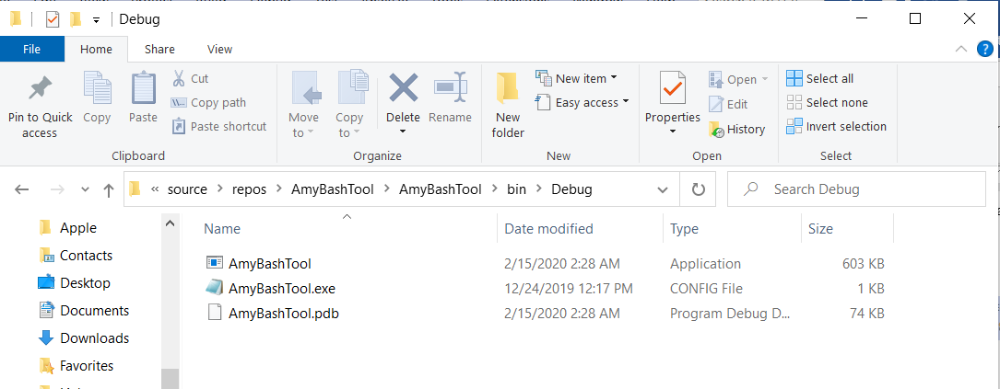 Debug
File Home Share View
Pin to Quick access
Copy
Paste
Cut
Copy path
Paste shortcut
Clipboard
Move to
Copy to
Delete
Rename
Organize
New folder
New item
Easy access
New
Properties
Open
Edit
History
Open
Select all
Select none
Invert selection
Select
« source > repos > AmyBashTool > AmyBashTool > bin > Debug
Search Debug
Apple
Contacts
Desktop
Documents
Downloads
Favorites
Name Date modified Type Size
AmyBashTool 2/15/2020 2:28 AM Application 603 KB
AmyBashTool.exe 12/24/2019 12:17 PM CONFIG File 1 KB
AmyBashTool.pdb 2/15/2020 2:28 AM Program Debug D... 74 KB